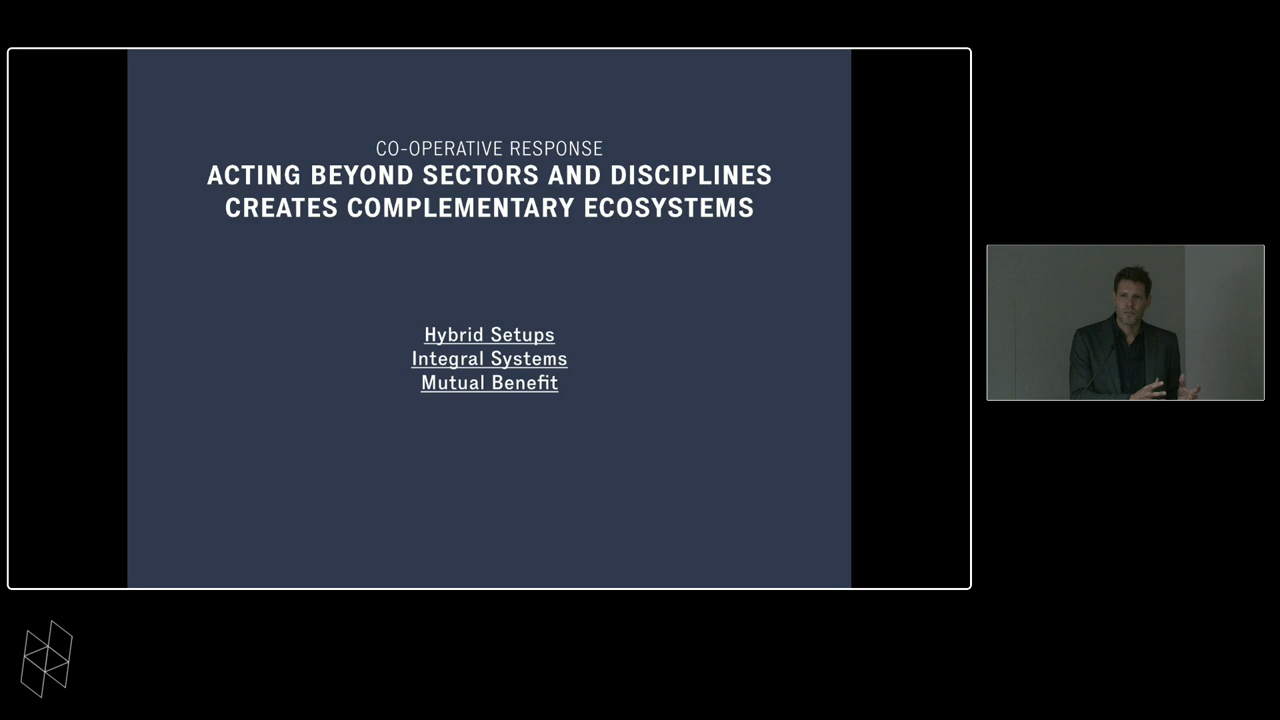 CO-OPERATIVE RESPONSE
ACTING BEYOND SECTORS AND DISCIPLINES
CREATES COMPLEMENTARY ECOSYSTEMS
Hybrid Setups
Integral Systems
Mutual Benefit